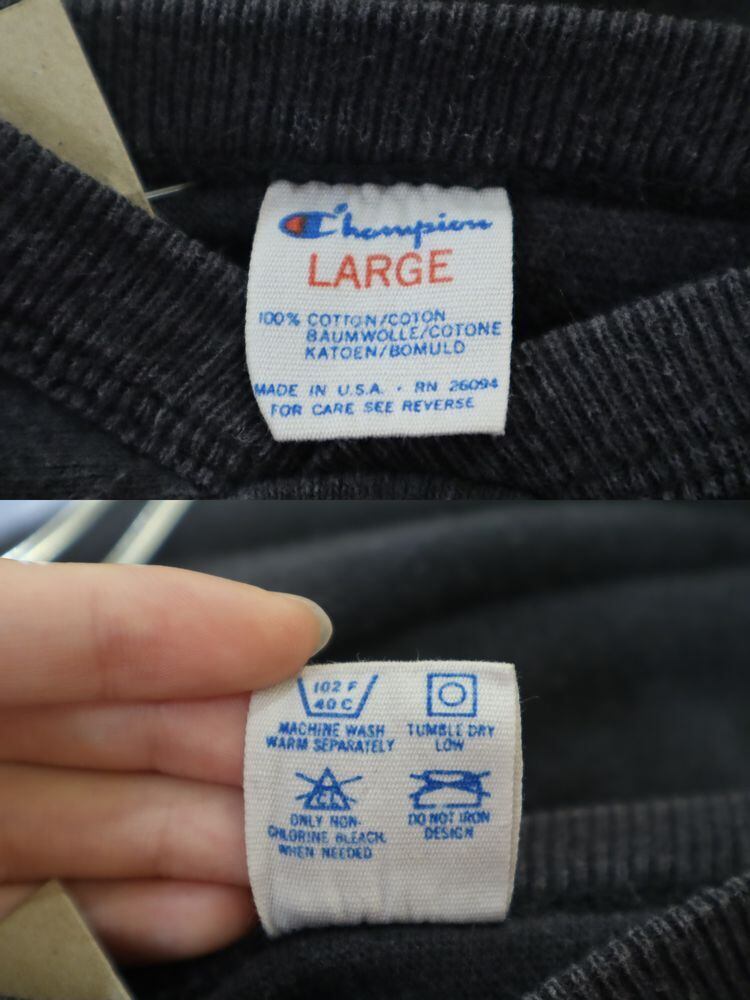 Champion
LARGE
100% COTTON/COTON
BAUMWOLLE/COTONE
KATOEN/BOMULD
MADE IN U.S.A. • RN 26094
FOR CARE SEE REVERSE
102 F
40 C
MACHINE WASH
WARM SEPARATELY
TUMBLE DRY
LOW
CL
ONLY NON-
CHLORINE BLEACH
WHEN NEEDED
DO NOT IRON
DESIGN